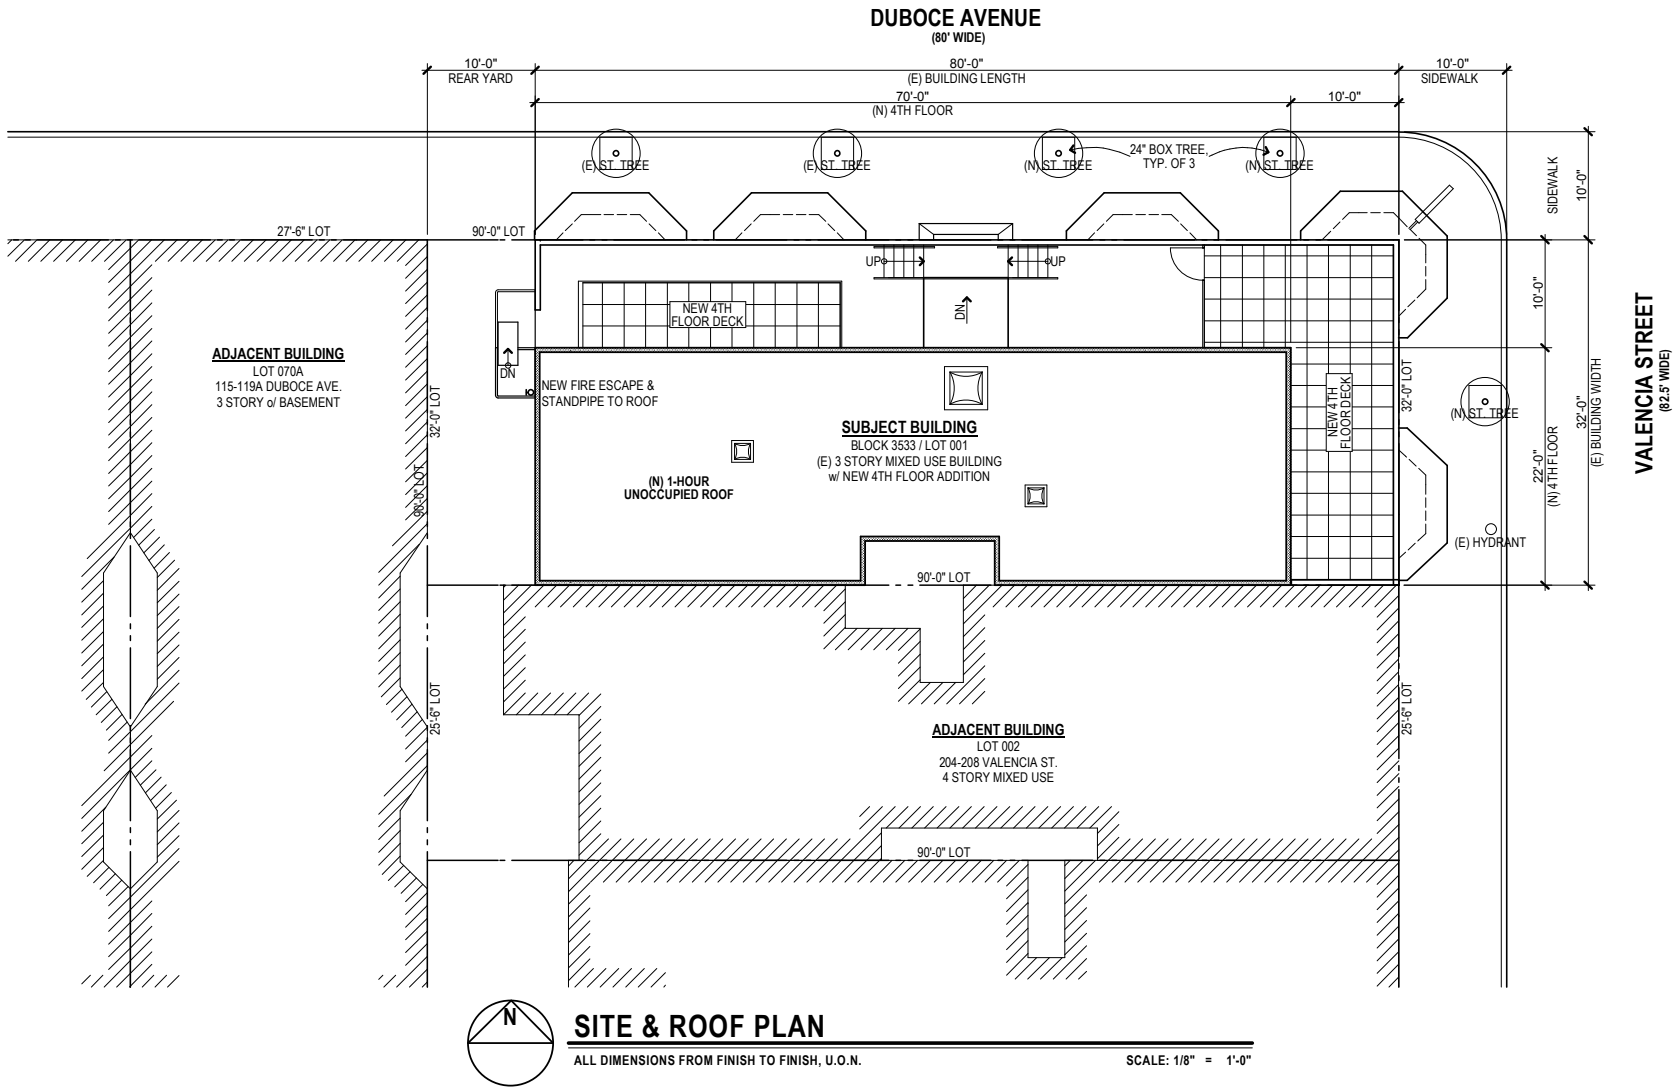 DUBOCE AVENUE
(80' WIDE)
10'-0"
REAR YARD
80'-0"
(E) BUILDING LENGTH
10'-0"
SIDEWALK
70'-0"
(N) 4TH FLOOR
10'-0"
(E) ST. TREE
(E) ST. TREE
(N) ST. TREE
24" BOX TREE,
TYP. OF 3
(N) ST. TREE
SIDEWALK
10'-0"
27'-6" LOT
90'-0" LOT
UP
UP
DN
NEW 4TH
FLOOR DECK
10'-0"
VALENCIA STREET
(82.5' WIDE)
ADJACENT BUILDING
LOT 070A
115-119A DUBOCE AVE.
3 STORY o/ BASEMENT
DN
NEW FIRE ESCAPE &
STANDPIPE TO ROOF
32'-0" LOT
90'-0" LOT
SUBJECT BUILDING
BLOCK 3533 / LOT 001
(E) 3 STORY MIXED USE BUILDING
w/ NEW 4TH FLOOR ADDITION
(N) 1-HOUR
UNOCCUPIED ROOF
NEW 4TH
FLOOR DECK
32'-0" LOT
(N) ST. TREE
22'-0"
(N) 4TH FLOOR
32'-0"
(E) BUILDING WIDTH
(E) HYDRANT
90'-0" LOT
25'-6" LOT
25'-6" LOT
ADJACENT BUILDING
LOT 002
204-208 VALENCIA ST.
4 STORY MIXED USE
90'-0" LOT
N
SITE & ROOF PLAN
ALL DIMENSIONS FROM FINISH TO FINISH, U.O.N.
SCALE: 1/8" = 1'-0"